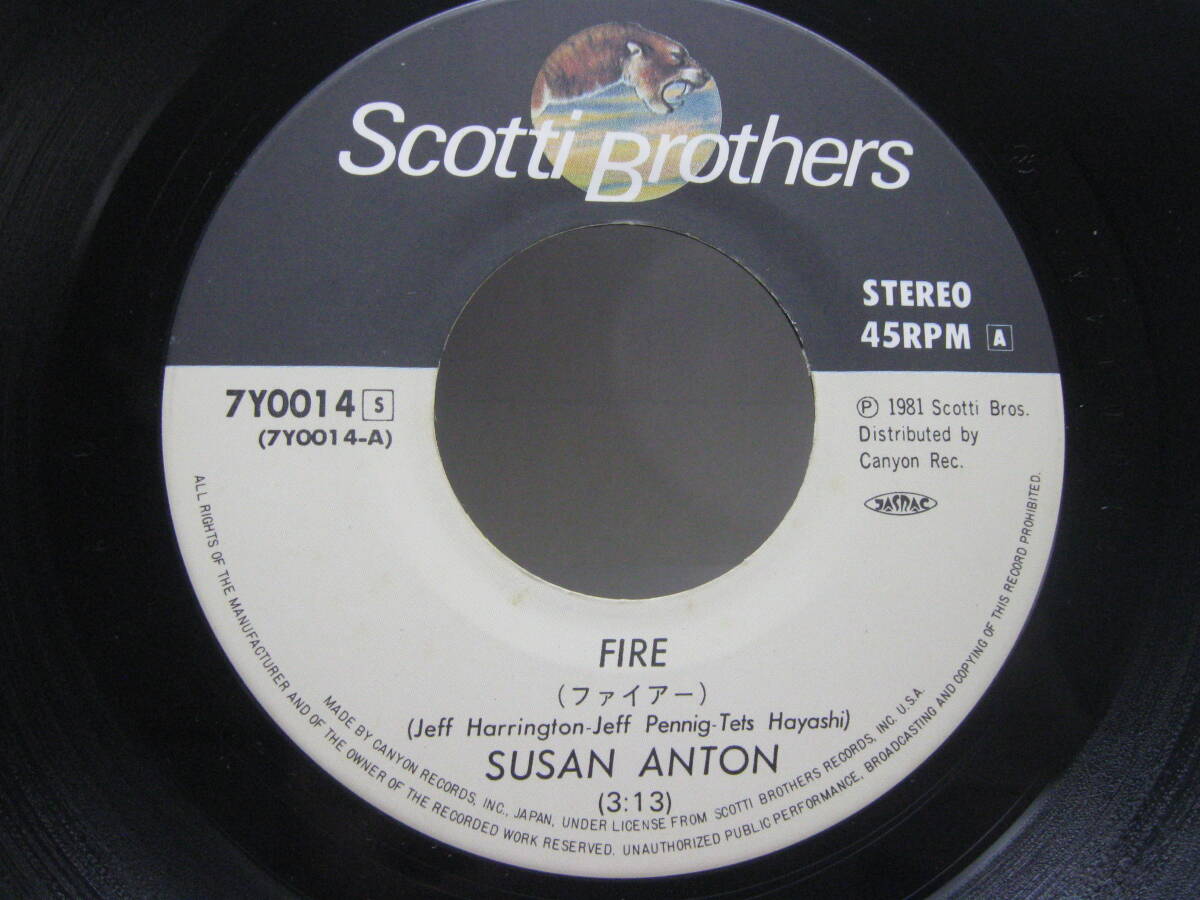 Scotti Brothers
STEREO
45RPM A
7Y0014 S
(7Y0014-A)
Ⓟ 1981 Scotti Bros.
Distributed by
Canyon Rec.
JASRAC
FIRE
(ファイアー)
(Jeff Harrington-Jeff Pennig-Tets Hayashi)
SUSAN ANTON
(3:13)
MADE BY CANYON RECORDS, INC., JAPAN, UNDER LICENSE FROM SCOTTI BROTHERS RECORDS, INC. U.S.A.
ALL RIGHTS OF THE MANUFACTURER AND OF THE OWNER OF THE RECORDED WORK RESERVED. UNAUTHORIZED PUBLIC PERFORMANCE, BROADCASTING AND COPYING OF THIS RECORD PROHIBITED.